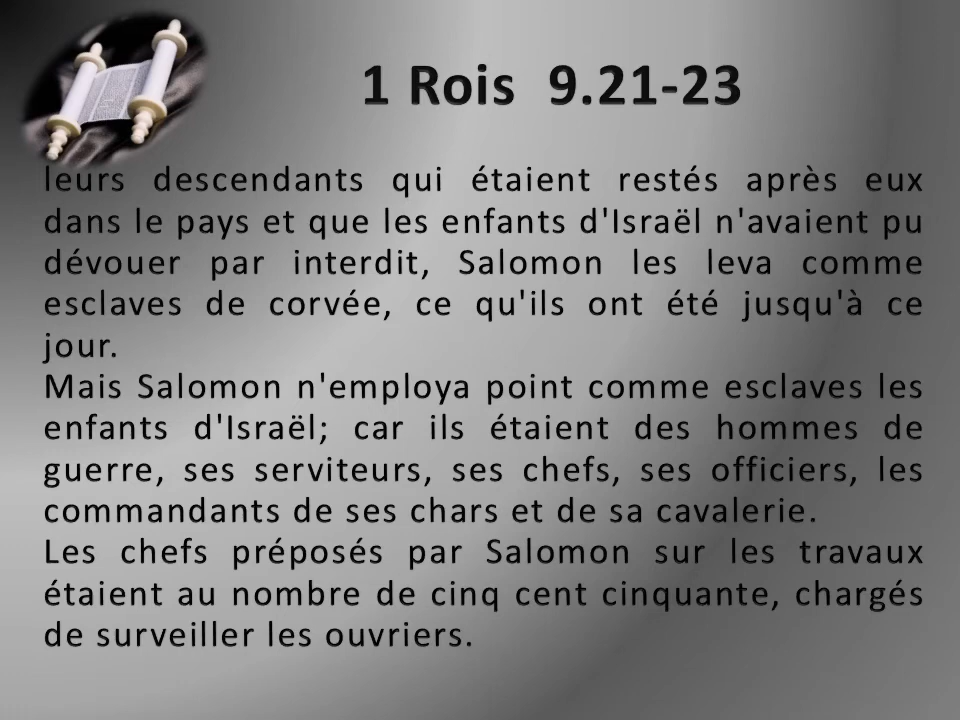 1 Rois 9.21-23
leurs descendants qui étaient restés après eux
dans le pays et que les enfants d'Israël n'avaient pu
dévouer par interdit, Salomon les leva comme
esclaves de corvée, ce qu'ils ont été jusqu'à ce
jour.
Mais Salomon n'employa point comme esclaves les
enfants d'Israël; car ils étaient des hommes de
guerre, ses serviteurs, ses chefs, ses officiers, les
commandants de ses chars et de sa cavalerie.
Les chefs préposés par Salomon sur les travaux
étaient au nombre de cinq cent cinquante, chargés
de surveiller les ouvriers.